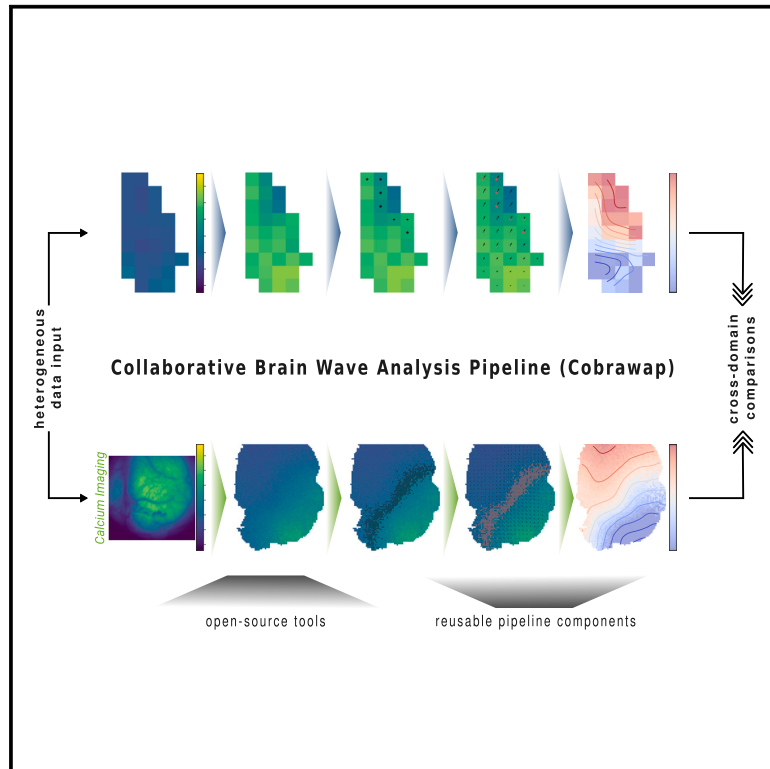 heterogeneous
data input
Collaborative Brain Wave Analysis Pipeline (Cobrawap)
cross-domain
comparisons
Calcium Imaging
open-source tools
reusable pipeline components